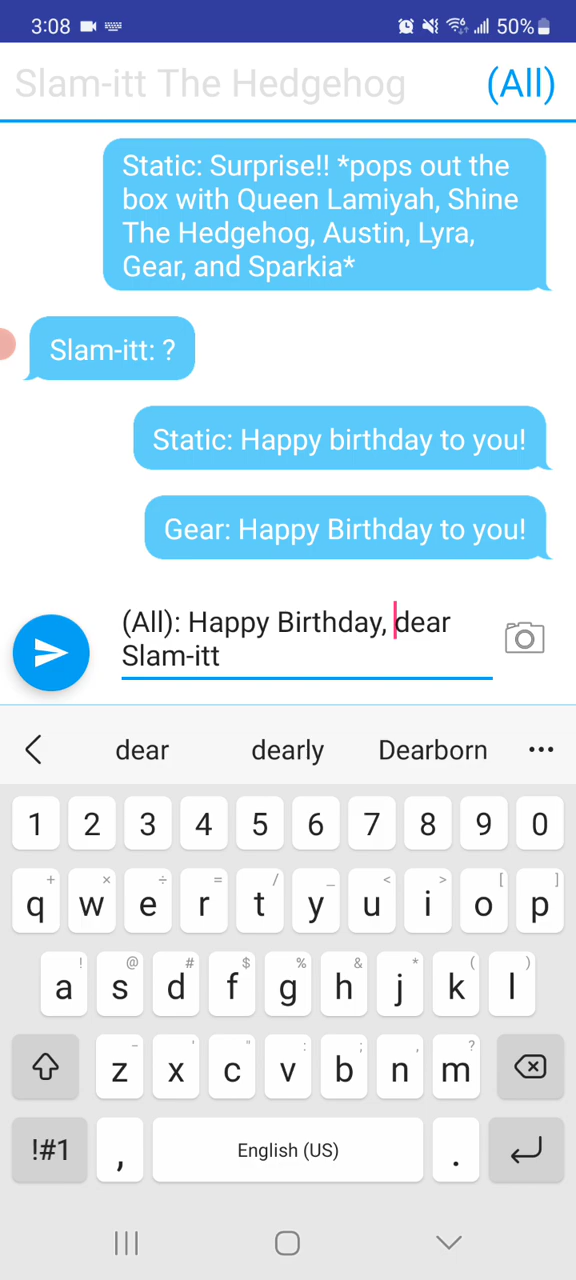 3:08 50%
Slam-itt The Hedgehog (All)
Static: Surprise!! *pops out the
box with Queen Lamiyah, Shine
The Hedgehog, Austin, Lyra,
Gear, and Sparkia*
Slam-itt: ?
Static: Happy birthday to you!
Gear: Happy Birthday to you!
(All): Happy Birthday, dear
Slam-itt
dear dearly Dearborn •••
1 2 3 4 5 6 7 8 9 0
+ × ÷ = / _ < > [ ]
q w e r t y u i o p
! @ # $ % & * ( )
a s d f g h j k l
- ' " : ; , ?
z x c v b n m
!#1 , English (US) .